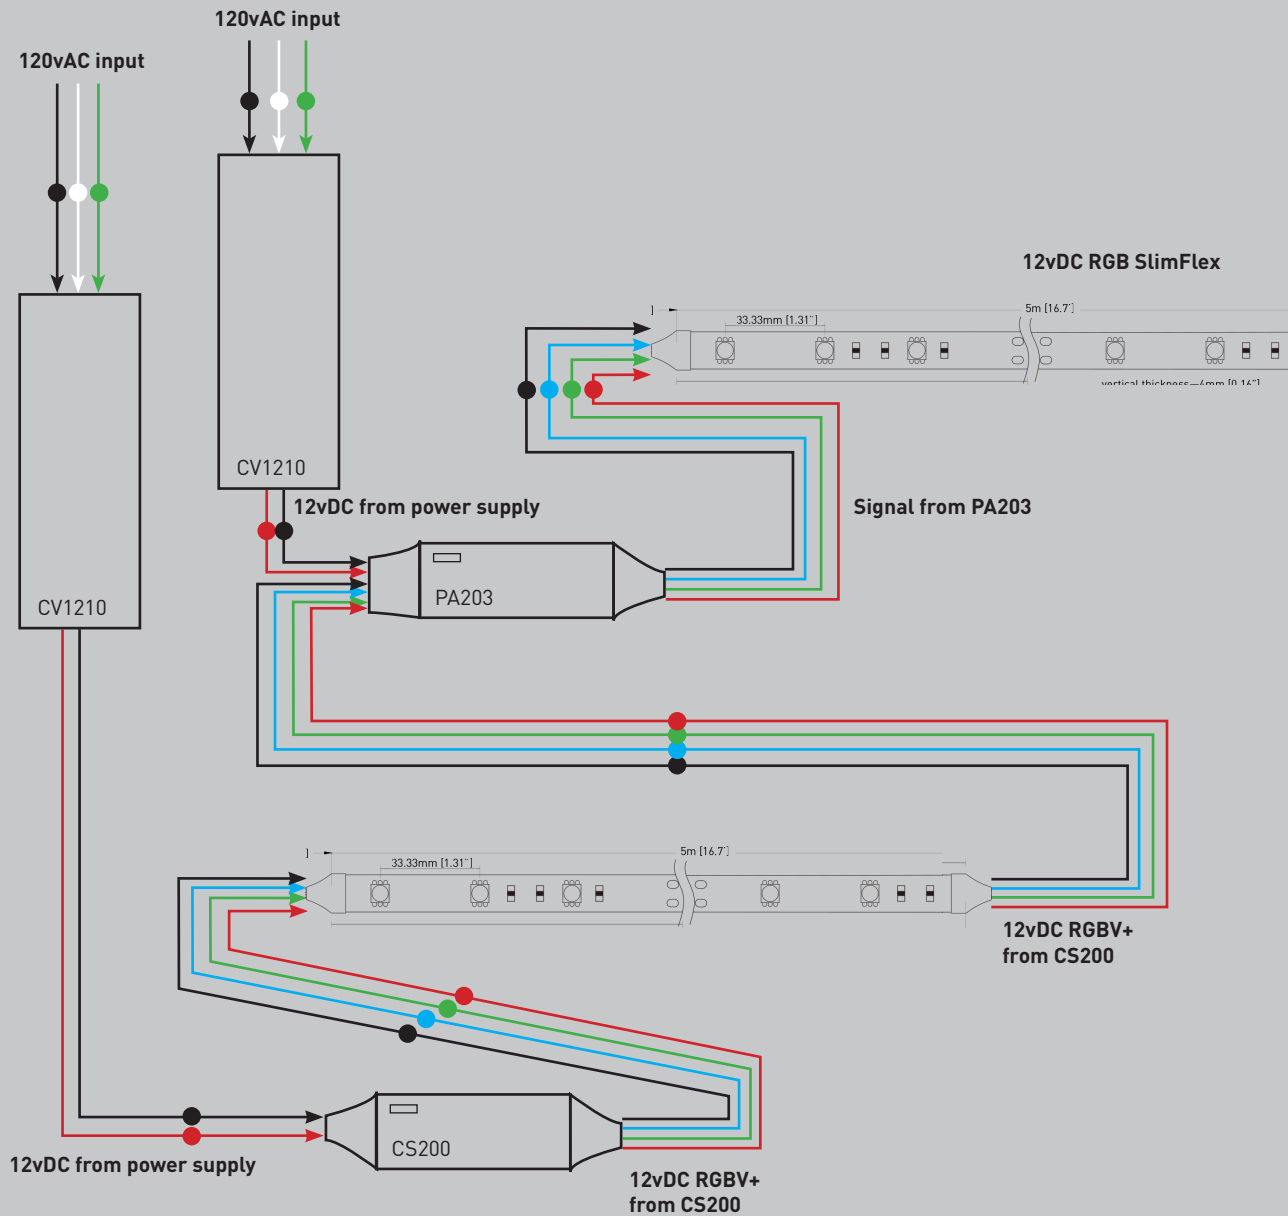 120vAC input
120vAC input
12vDC RGB SlimFlex
]
5m [16.7']
33.33mm [1.31"]
CV1210
12vDC from power supply
Signal from PA203
PA203
CV1210
]
5m [16.7']
33.33mm [1.31"]
12vDC RGBV+
from CS200
CS200
12vDC from power supply
12vDC RGBV+
from CS200